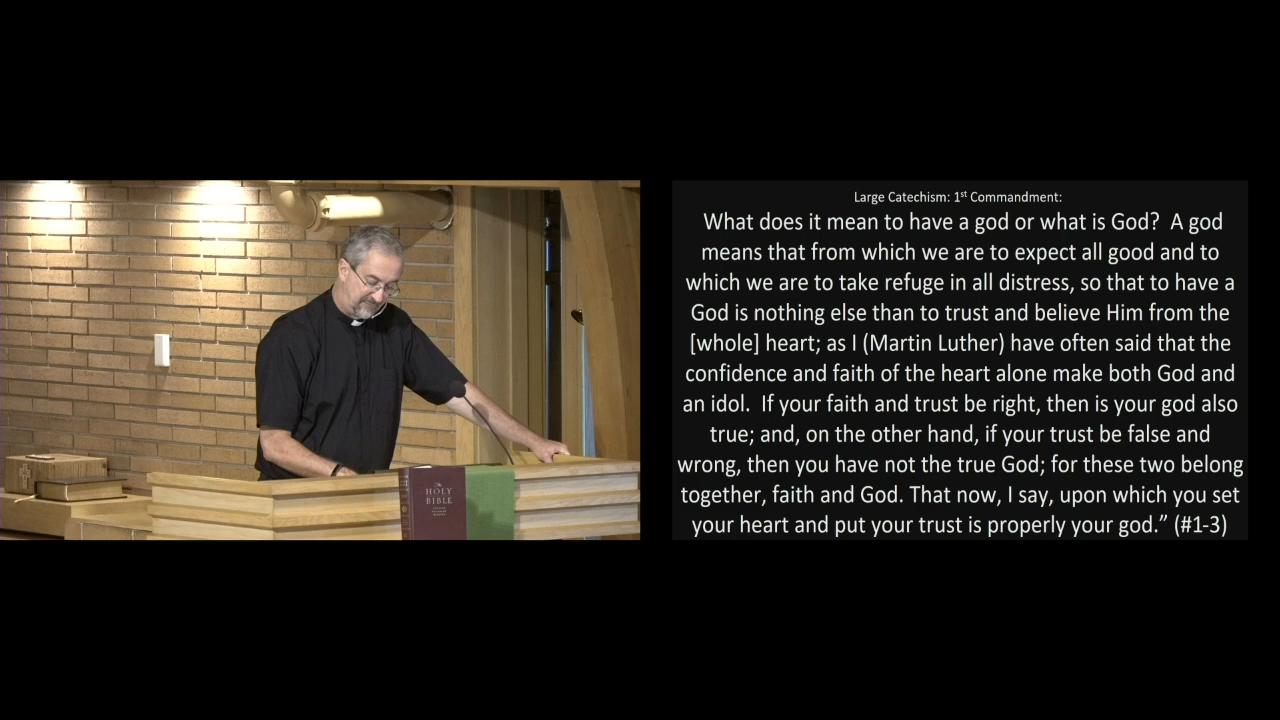 THE
HOLY
BIBLE
Large Catechism: 1st Commandment:
What does it mean to have a god or what is God?  A god
means that from which we are to expect all good and to
which we are to take refuge in all distress, so that to have a
God is nothing else than to trust and believe Him from the
[whole] heart; as I (Martin Luther) have often said that the
confidence and faith of the heart alone make both God and
an idol.  If your faith and trust be right, then is your god also
true; and, on the other hand, if your trust be false and
wrong, then you have not the true God; for these two belong
together, faith and God. That now, I say, upon which you set
your heart and put your trust is properly your god.” (#1-3)